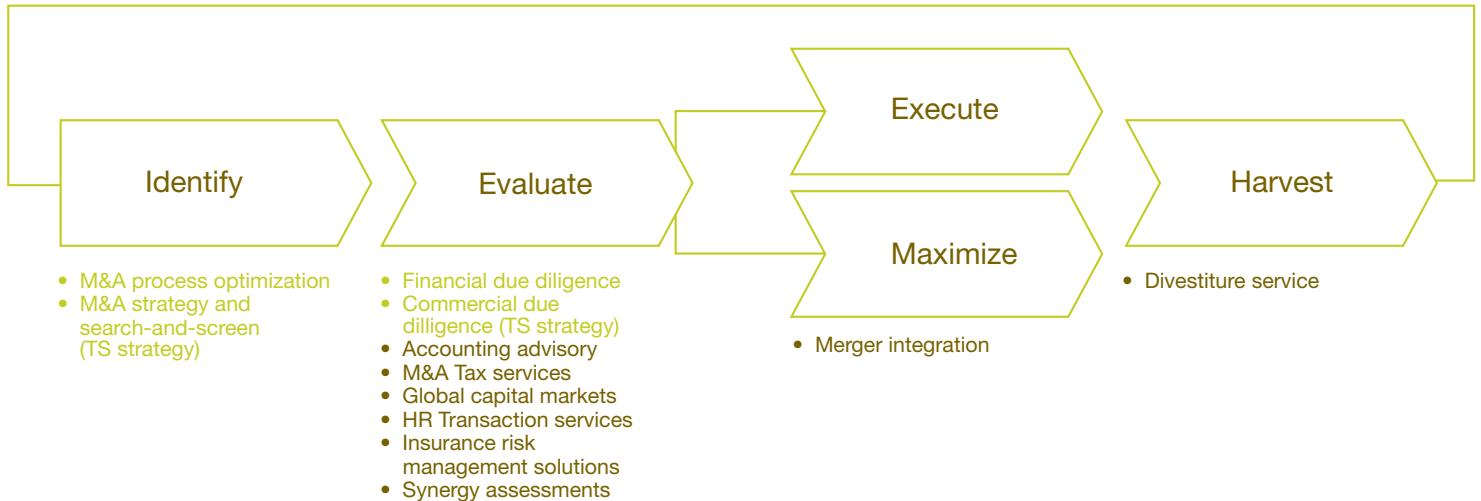 Identify
• M&A process optimization
• M&A strategy and
search-and-screen
(TS strategy)
Evaluate
• Financial due diligence
• Commercial due
dilligence (TS strategy)
• Accounting advisory
• M&A Tax services
• Global capital markets
• HR Transaction services
• Insurance risk
management solutions
• Synergy assessments
Execute
Maximize
• Merger integration
Harvest
• Divestiture service